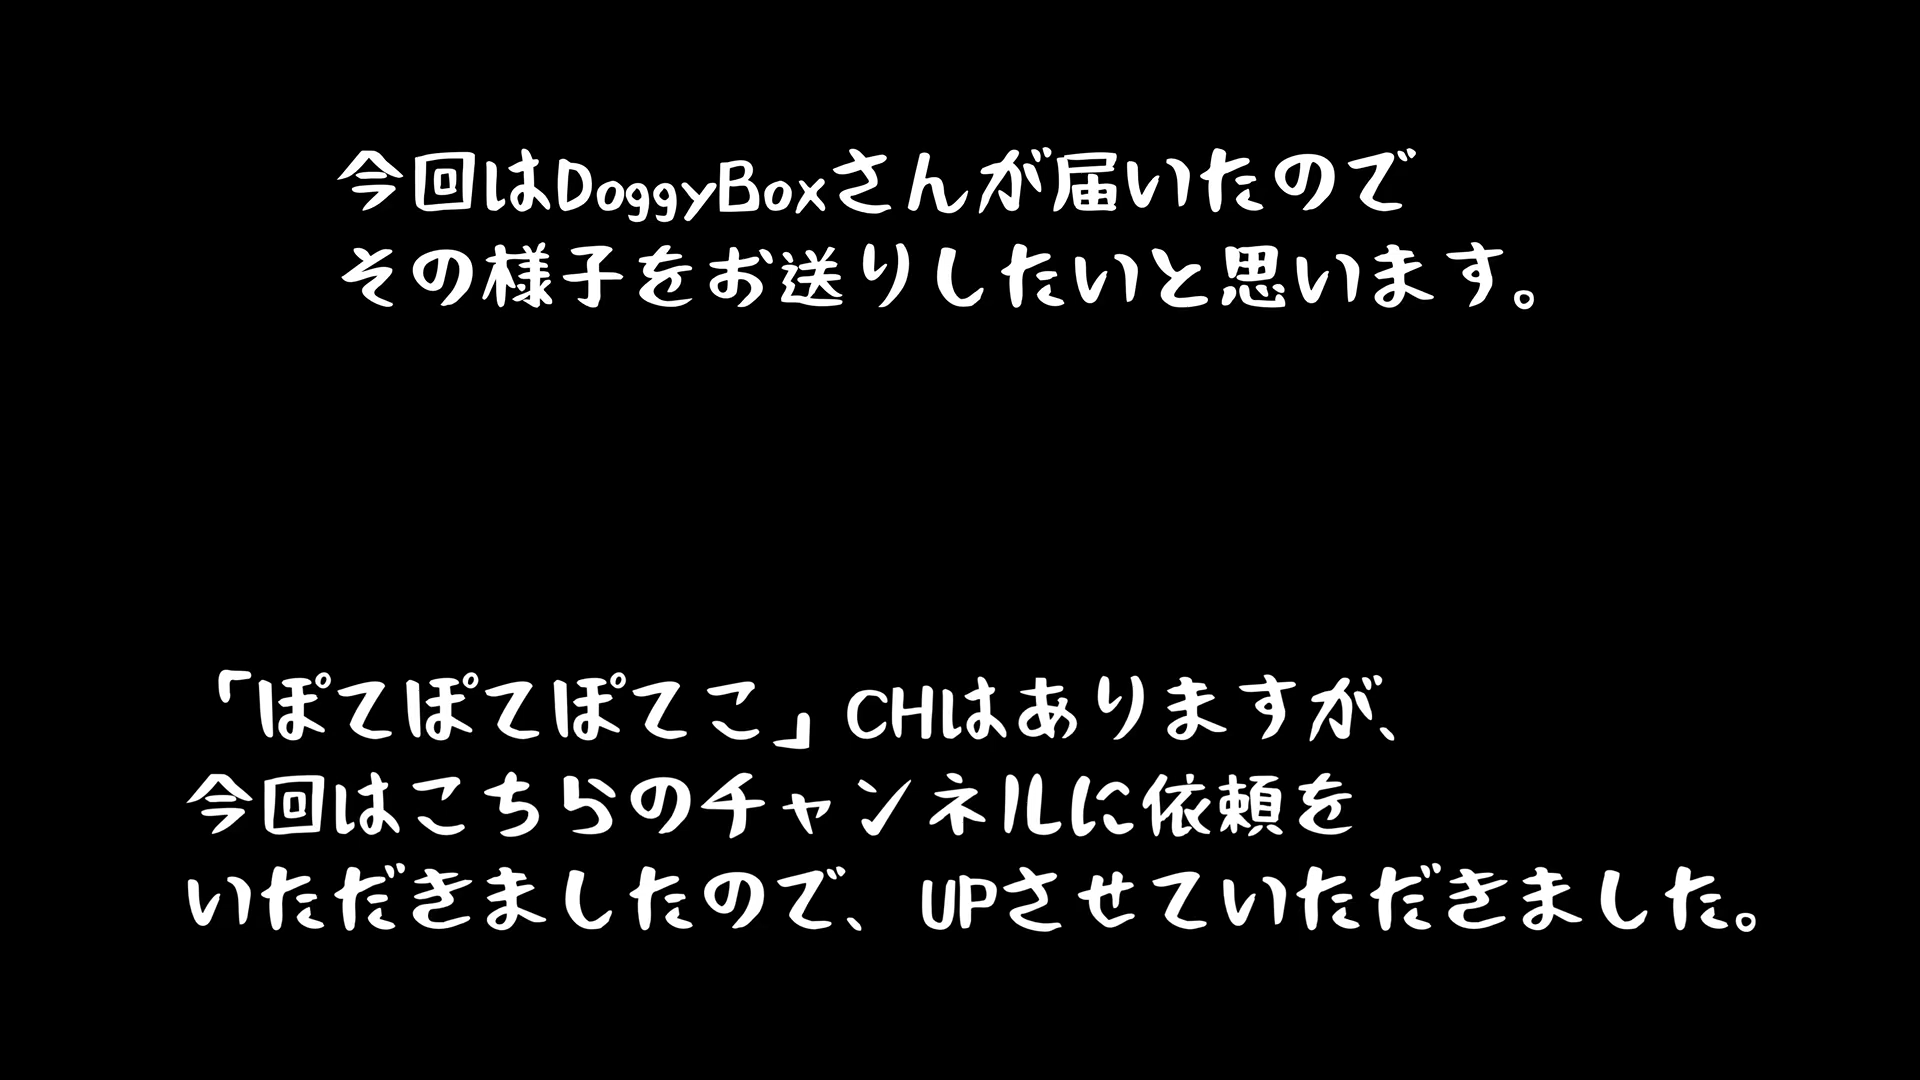 今回はDoggyBoxさんが届いたので
その様子をお送りしたいと思います。
「ぽてぽてぽてこ」CHはありますが、
今回はこちらのチャンネルに依頼を
いただきましたので、UPさせていただきました。